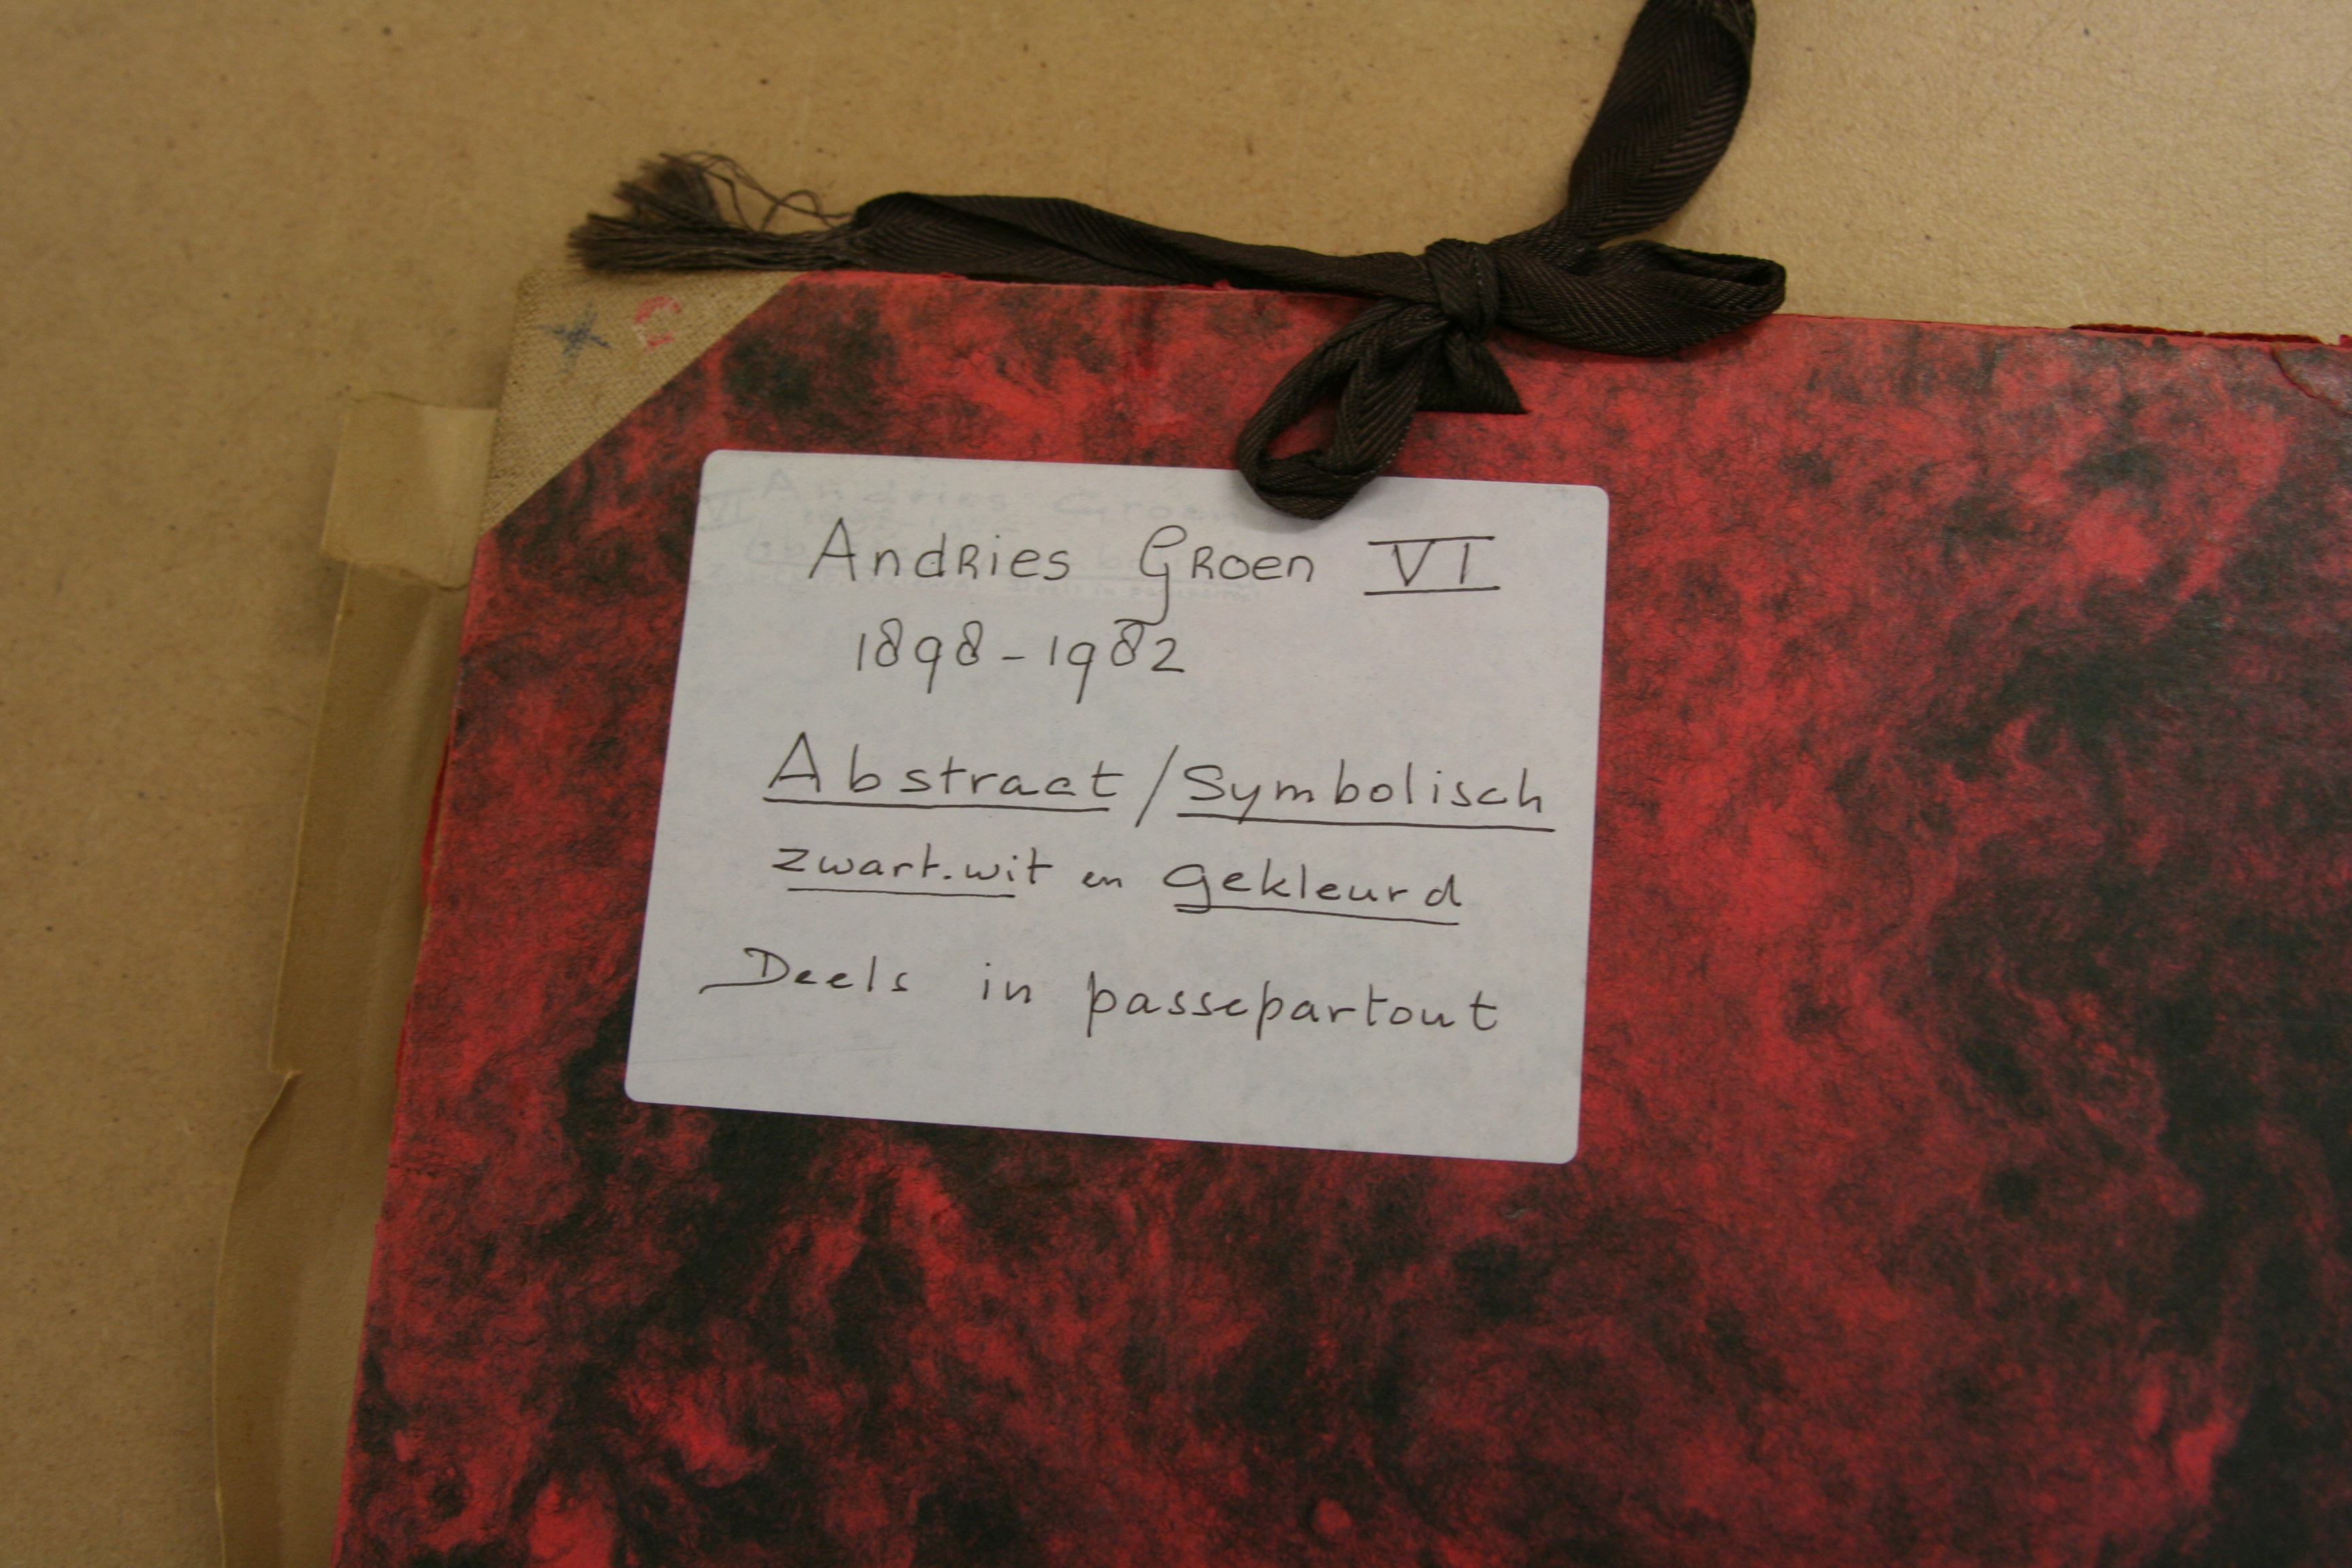 Andries Groen VI
1898-1982
Abstract/Symbolisch
zwart.wit en gekleurd
Deels in passepartout